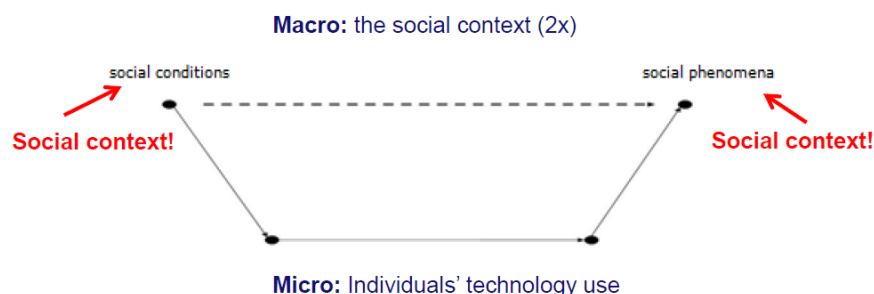 Macro: the social context (2x)
social conditions
social phenomena
Social context!
Social context!
Micro: Individuals' technology use